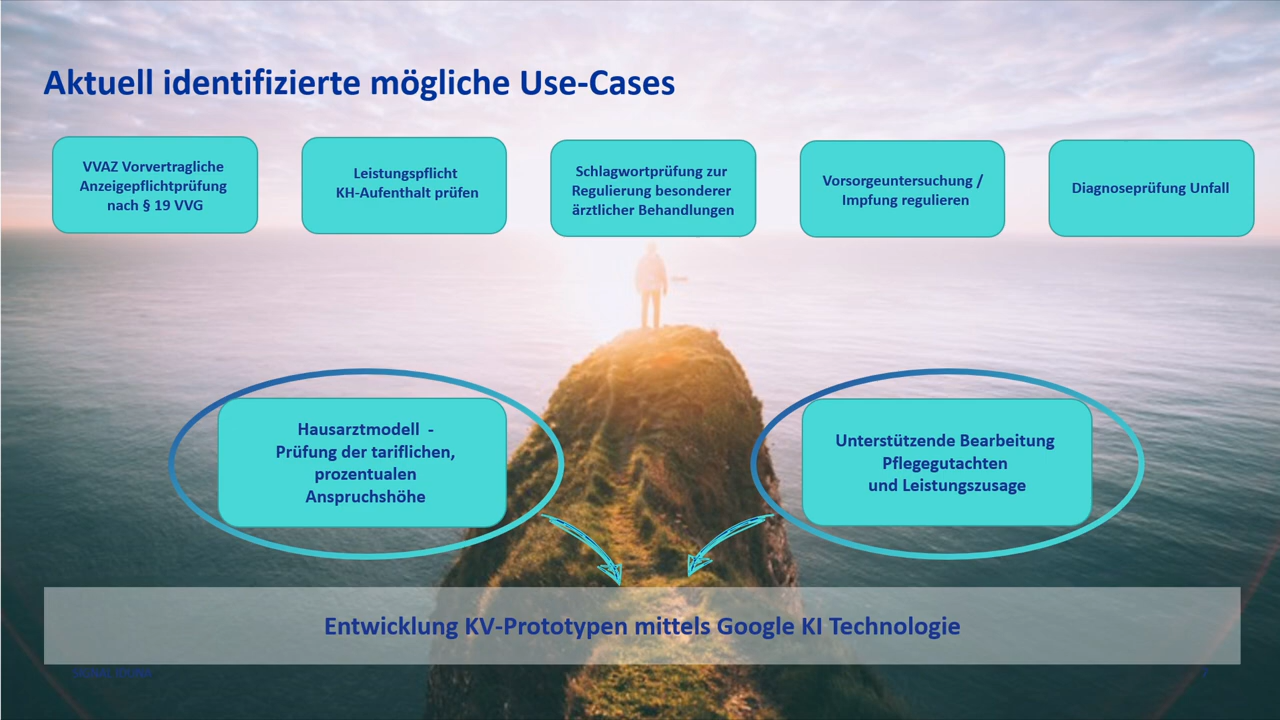 Aktuell identifizierte mögliche Use-Cases
VVAZ Vorvertragliche
Anzeigepflichtprüfung
nach § 19 VVG
Leistungspflicht
KH-Aufenthalt prüfen
Schlagwortprüfung zur
Regulierung besonderer
ärztlicher Behandlungen
Vorsorgeuntersuchung /
Impfung regulieren
Diagnoseprüfung Unfall
Hausarztmodell -
Prüfung der tariflichen,
prozentualen
Anspruchshöhe
Unterstützende Bearbeitung
Pflegegutachten
und Leistungszusage
Entwicklung KV-Prototypen mittels Google KI Technologie